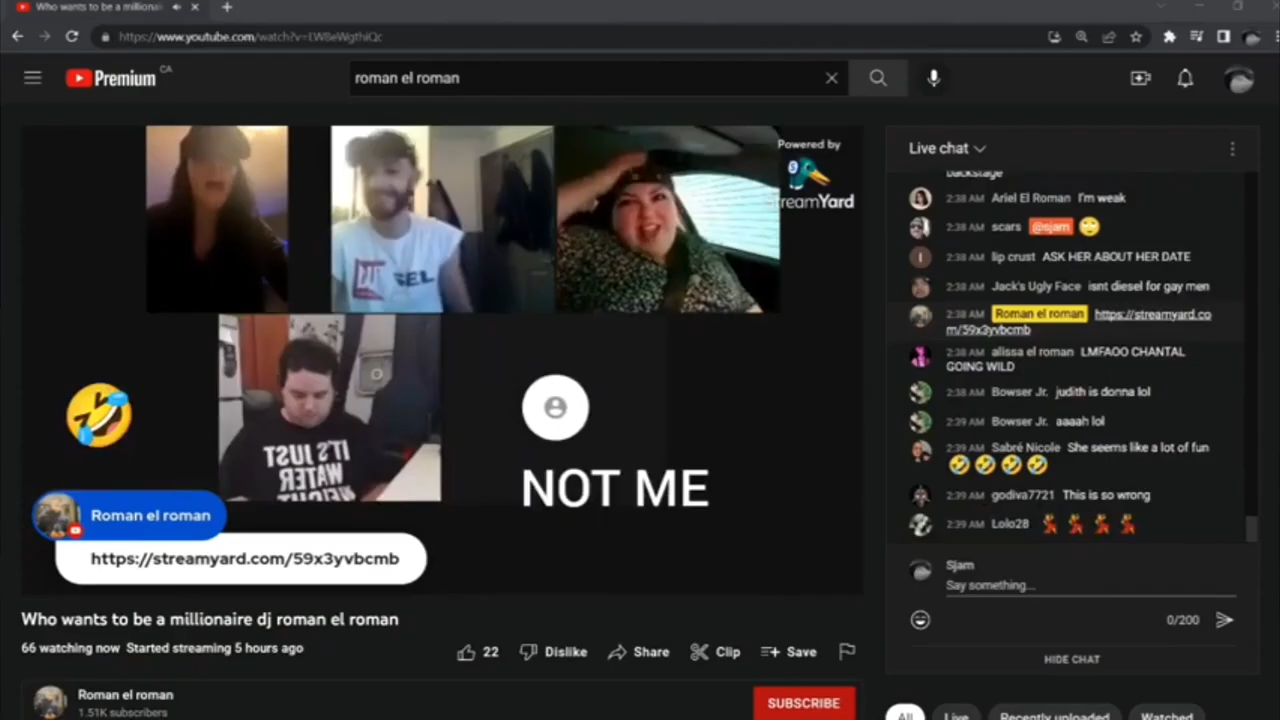 Who wants to be a milliona
https://www.youtube.com/watch?v=LW8eWgthiQc
Premium CA
roman el roman
Powered by
StreamYard
SEL
IT'S JUST
WATER
WEIGHT
NOT ME
Roman el roman
https://streamyard.com/59x3yvbcmb
Who wants to be a millionaire dj roman el roman
66 watching now Started streaming 5 hours ago
22 Dislike Share Clip Save
Roman el roman
1.51K subscribers
SUBSCRIBE
Live chat
backstage
2:38 AM Ariel El Roman I'm weak
2:38 AM scars @sjam
2:38 AM lip crust ASK HER ABOUT HER DATE
2:38 AM Jack's Ugly Face isnt diesel for gay men
2:38 AM Roman el roman https://streamyard.co
m/59x3yvbcmb
2:38 AM alissa el roman LMFAOO CHANTAL
GOING WILD
2:38 AM Bowser Jr. judith is donna lol
2:39 AM Bowser Jr. aaaah lol
2:39 AM Sabré Nicole She seems like a lot of fun
2:39 AM godiva7721 This is so wrong
2:39 AM Lolo28
Sjam
Say something...
0/200
HIDE CHAT
All Live Recently uploaded Watched